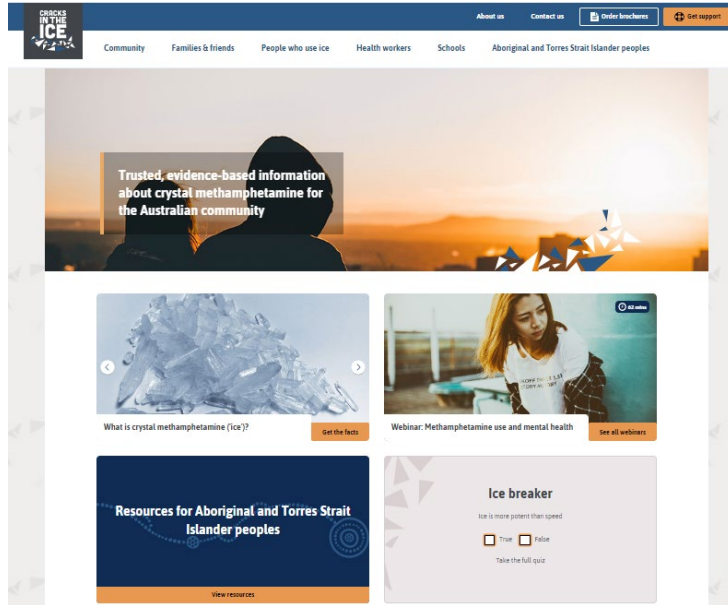 CRACKS
IN THE
ICE
About us
Contact us
Order brochures
Get support
Community
Families & friends
People who use ice
Health workers
Schools
Aboriginal and Torres Strait Islander peoples
Trusted, evidence-based information
about crystal methamphetamine for
the Australian community
62 mins
What is crystal methamphetamine ('ice')?
Get the facts
Webinar: Methamphetamine use and mental health
See all webinars
Resources for Aboriginal and Torres Strait
Islander peoples
View resources
Ice breaker
Ice is more potent than speed
True
False
Take the full quiz